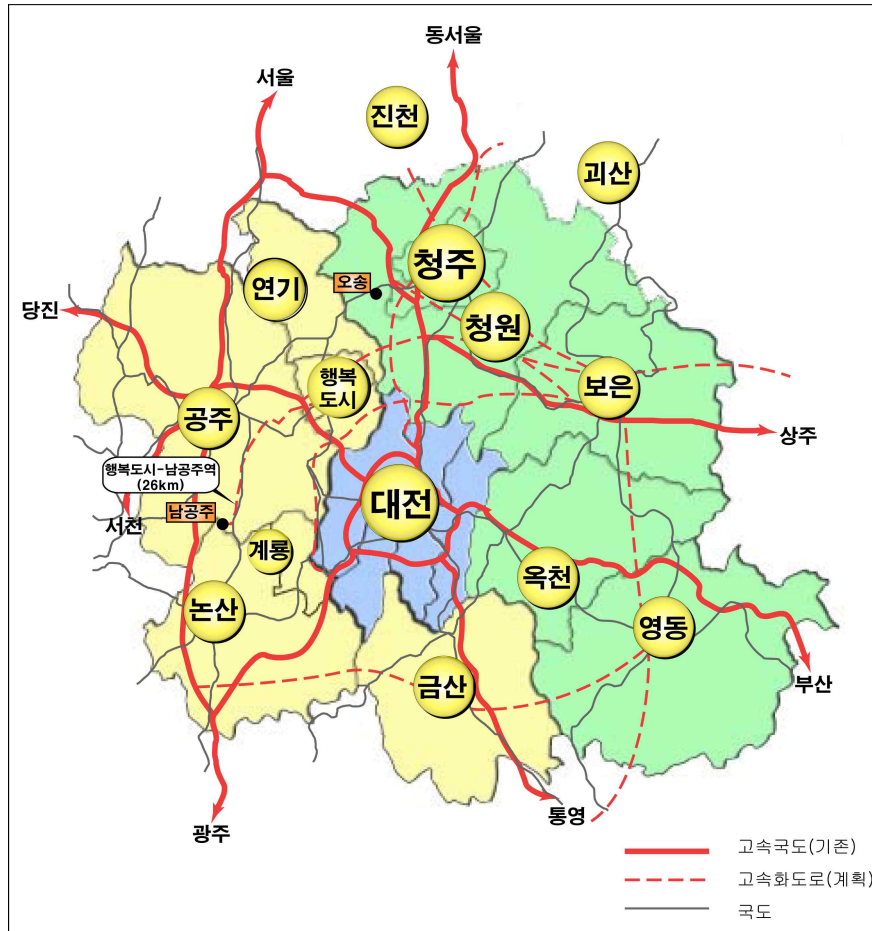 동서울
서울
진천
괴산
청주
연기
오송
당진
청원
행복
도시
보은
공주
상주
행복도시-남공주역
(26km)
대전
남공주
서천
계룡
옥천
논산
영동
금산
부산
통영
광주
고속국도(기존)
고속화도로(계획)
국도